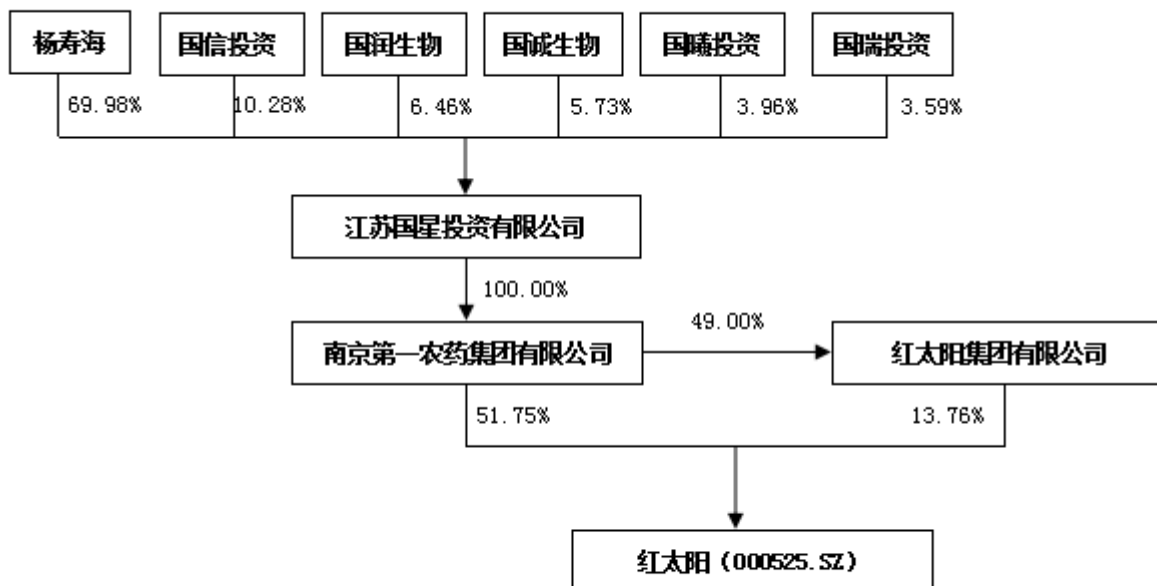 杨寿海
国信投资
国润生物
国诚生物
国曦投资
国瑞投资
69.98%
10.28%
6.46%
5.73%
3.96%
3.59%
江苏国星投资有限公司
100.00%
49.00%
南京第一农药集团有限公司
红太阳集团有限公司
51.75%
13.76%
红太阳（000525.SZ）